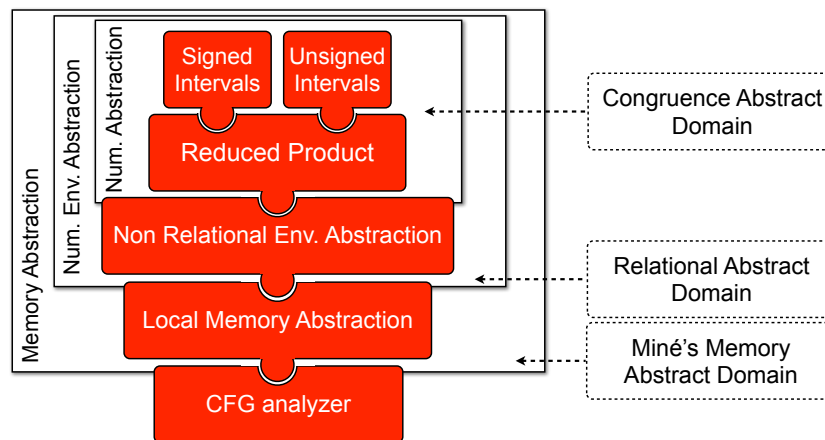 Signed
Intervals
Unsigned
Intervals
Reduced Product
Non Relational Env. Abstraction
Local Memory Abstraction
CFG analyzer
Num. Abstraction
Num. Env. Abstraction
Memory Abstraction
Congruence Abstract
Domain
Relational Abstract
Domain
Miné's Memory
Abstract Domain